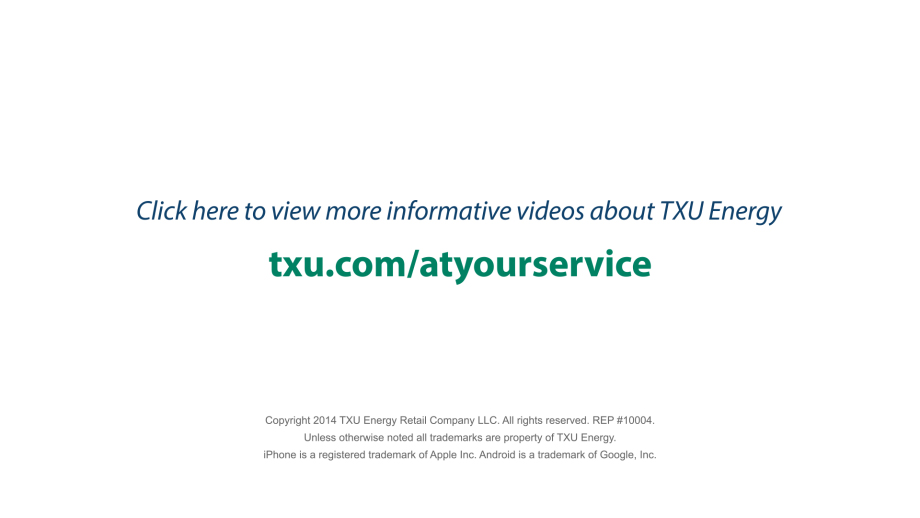 Click here to view more informative videos about TXU Energy
txu.com/atyourservice
Copyright 2014 TXU Energy Retail Company LLC. All rights reserved. REP #10004.
Unless otherwise noted all trademarks are property of TXU Energy.
iPhone is a registered trademark of Apple Inc. Android is a trademark of Google, Inc.